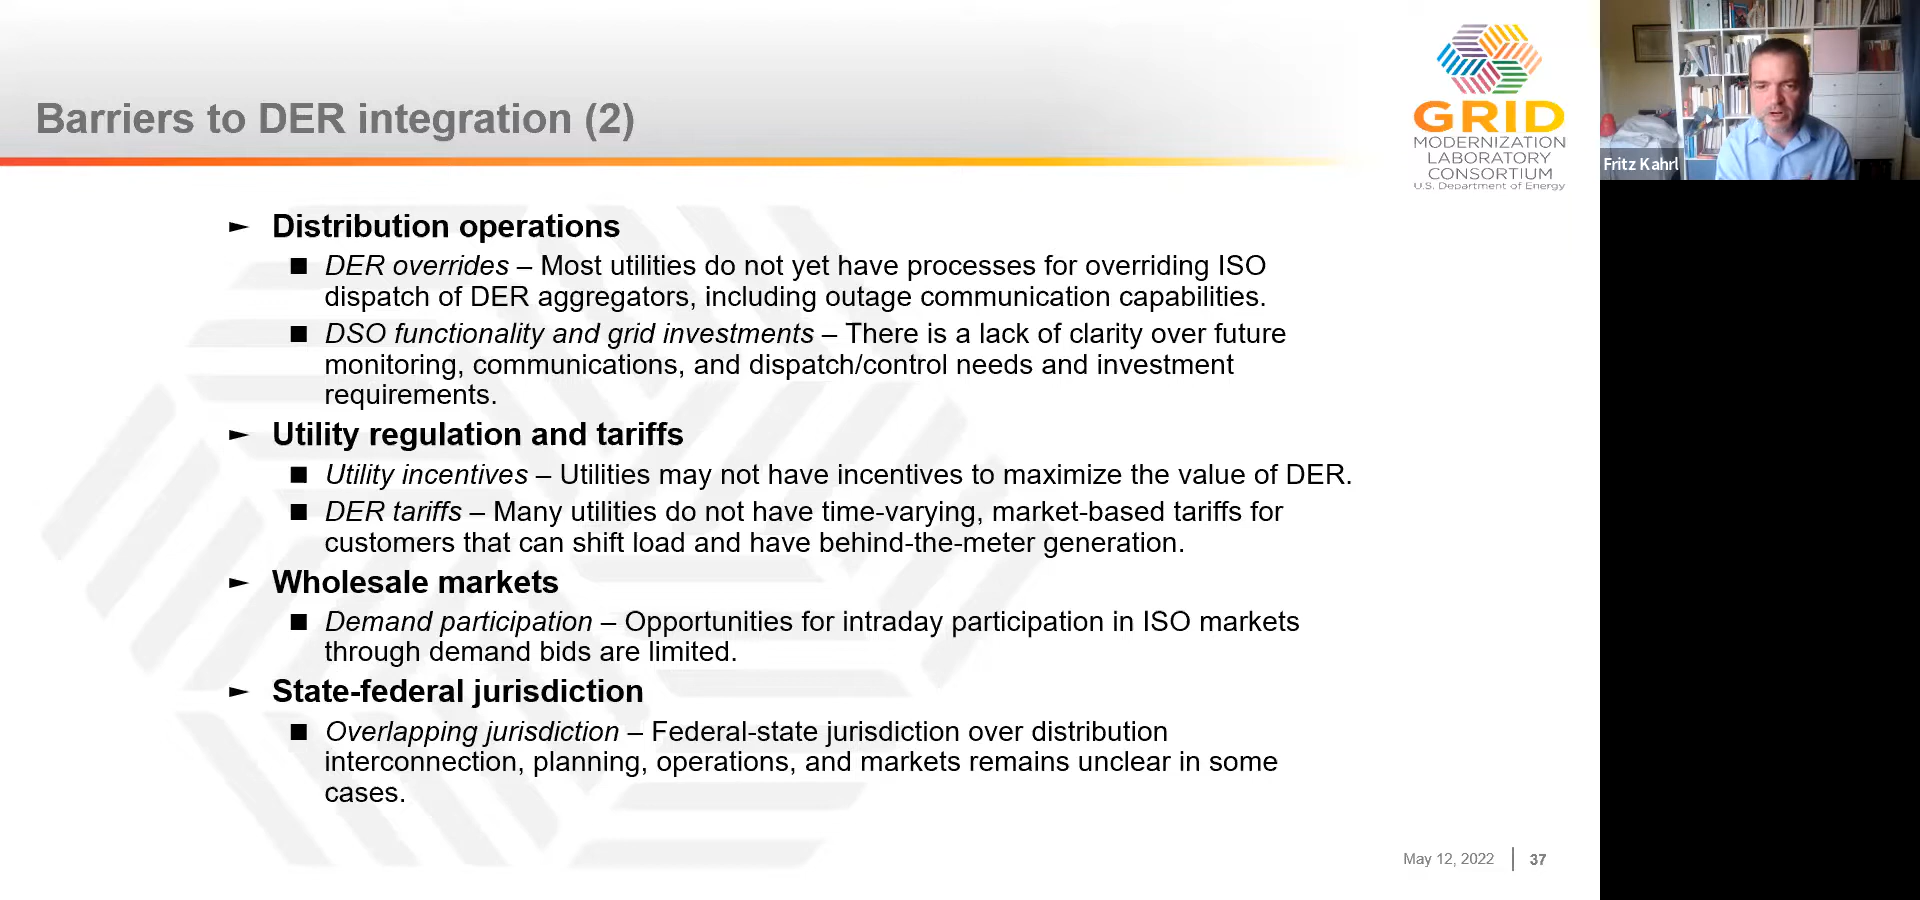 Barriers to DER integration (2)
GRID
MODERNIZATION
LABORATORY
CONSORTIUM
U.S. Department of Energy
Fritz Kahrl
► Distribution operations
■ DER overrides – Most utilities do not yet have processes for overriding ISO
dispatch of DER aggregators, including outage communication capabilities.
■ DSO functionality and grid investments – There is a lack of clarity over future
monitoring, communications, and dispatch/control needs and investment
requirements.
► Utility regulation and tariffs
■ Utility incentives – Utilities may not have incentives to maximize the value of DER.
■ DER tariffs – Many utilities do not have time-varying, market-based tariffs for
customers that can shift load and have behind-the-meter generation.
► Wholesale markets
■ Demand participation – Opportunities for intraday participation in ISO markets
through demand bids are limited.
► State-federal jurisdiction
■ Overlapping jurisdiction – Federal-state jurisdiction over distribution
interconnection, planning, operations, and markets remains unclear in some
cases.
May 12, 2022 | 37